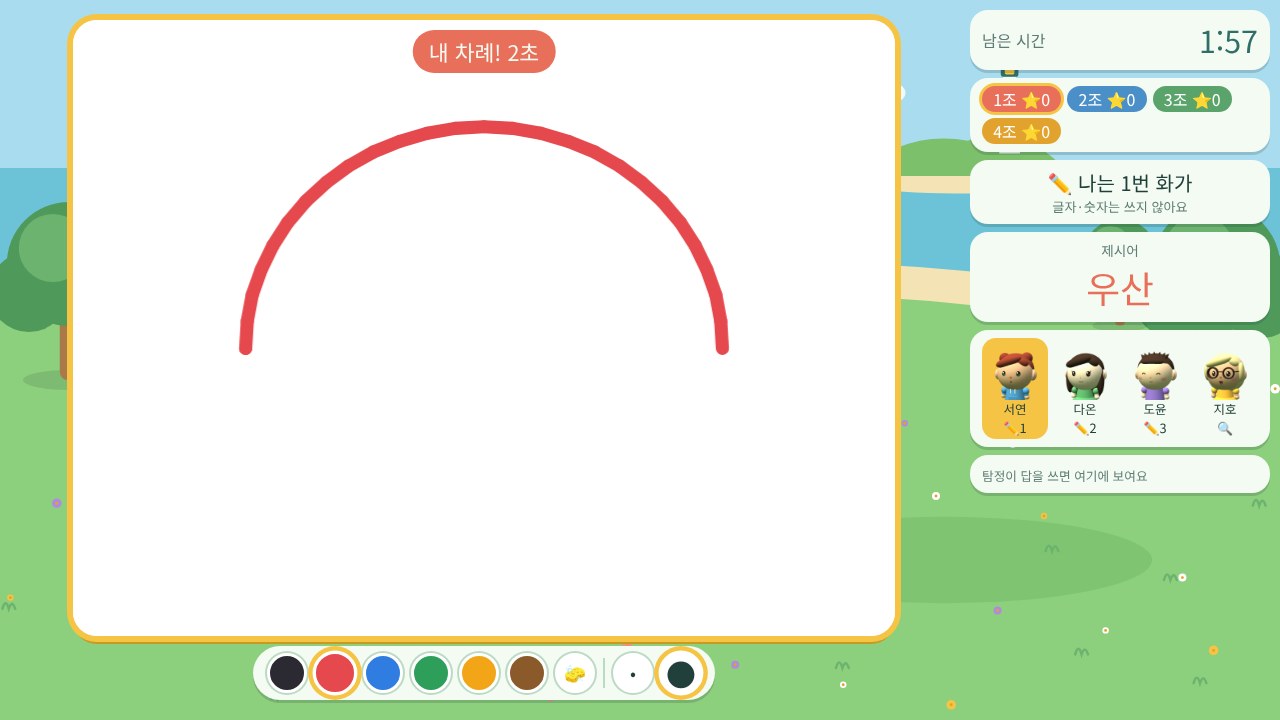 내 차례! 2초
남은 시간 1:57
1조 ⭐0 2조 ⭐0 3조 ⭐0
4조 ⭐0
✏️ 나는 1번 화가
글자·숫자는 쓰지 않아요
제시어
우산
서연 다온 도윤 지호
✏️1 ✏️2 ✏️3 🔍
탐정이 답을 쓰면 여기에 보여요